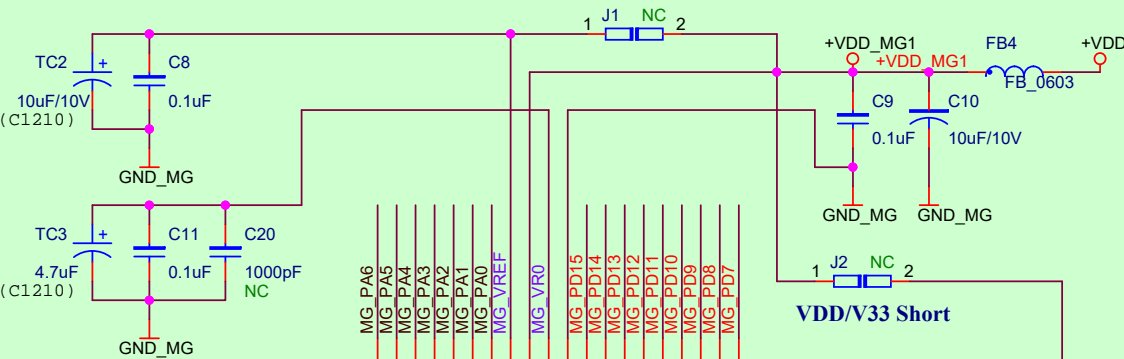 J1 NC
1 2
TC2 + C8
10uF/10V 0.1uF
(C1210)
GND_MG
+VDD_MG1 FB4 +VDD
+VDD_MG1
FB_0603
C9 C10
0.1uF 10uF/10V
GND_MG GND_MG
TC3 + C11 C20
4.7uF 0.1uF 1000pF
(C1210) NC
GND_MG
MG_PA6
MG_PA5
MG_PA4
MG_PA3
MG_PA2
MG_PA1
MG_PA0
MG_VREF
MG_VR0
MG_PD15
MG_PD14
MG_PD13
MG_PD12
MG_PD11
MG_PD10
MG_PD9
MG_PD8
MG_PD7
J2 NC
1 2
VDD/V33 Short